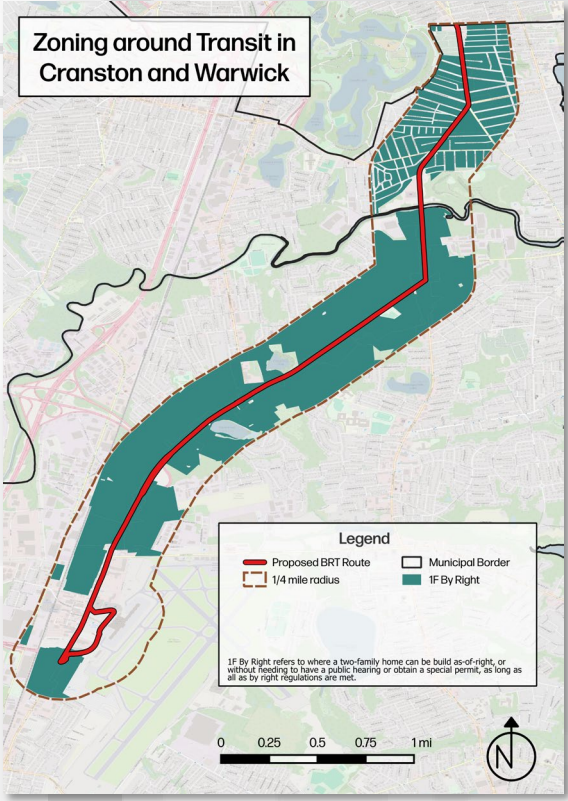 Zoning around Transit in
Cranston and Warwick
Legend
Proposed BRT Route
Municipal Border
1/4 mile radius
1F By Right
1F By Right refers to where a two-family home can be build as-of-right, or
without needing to have a public hearing or obtain a special permit, as long as
all as by right regulations are met.
0 0.25 0.5 0.75 1 mi
N